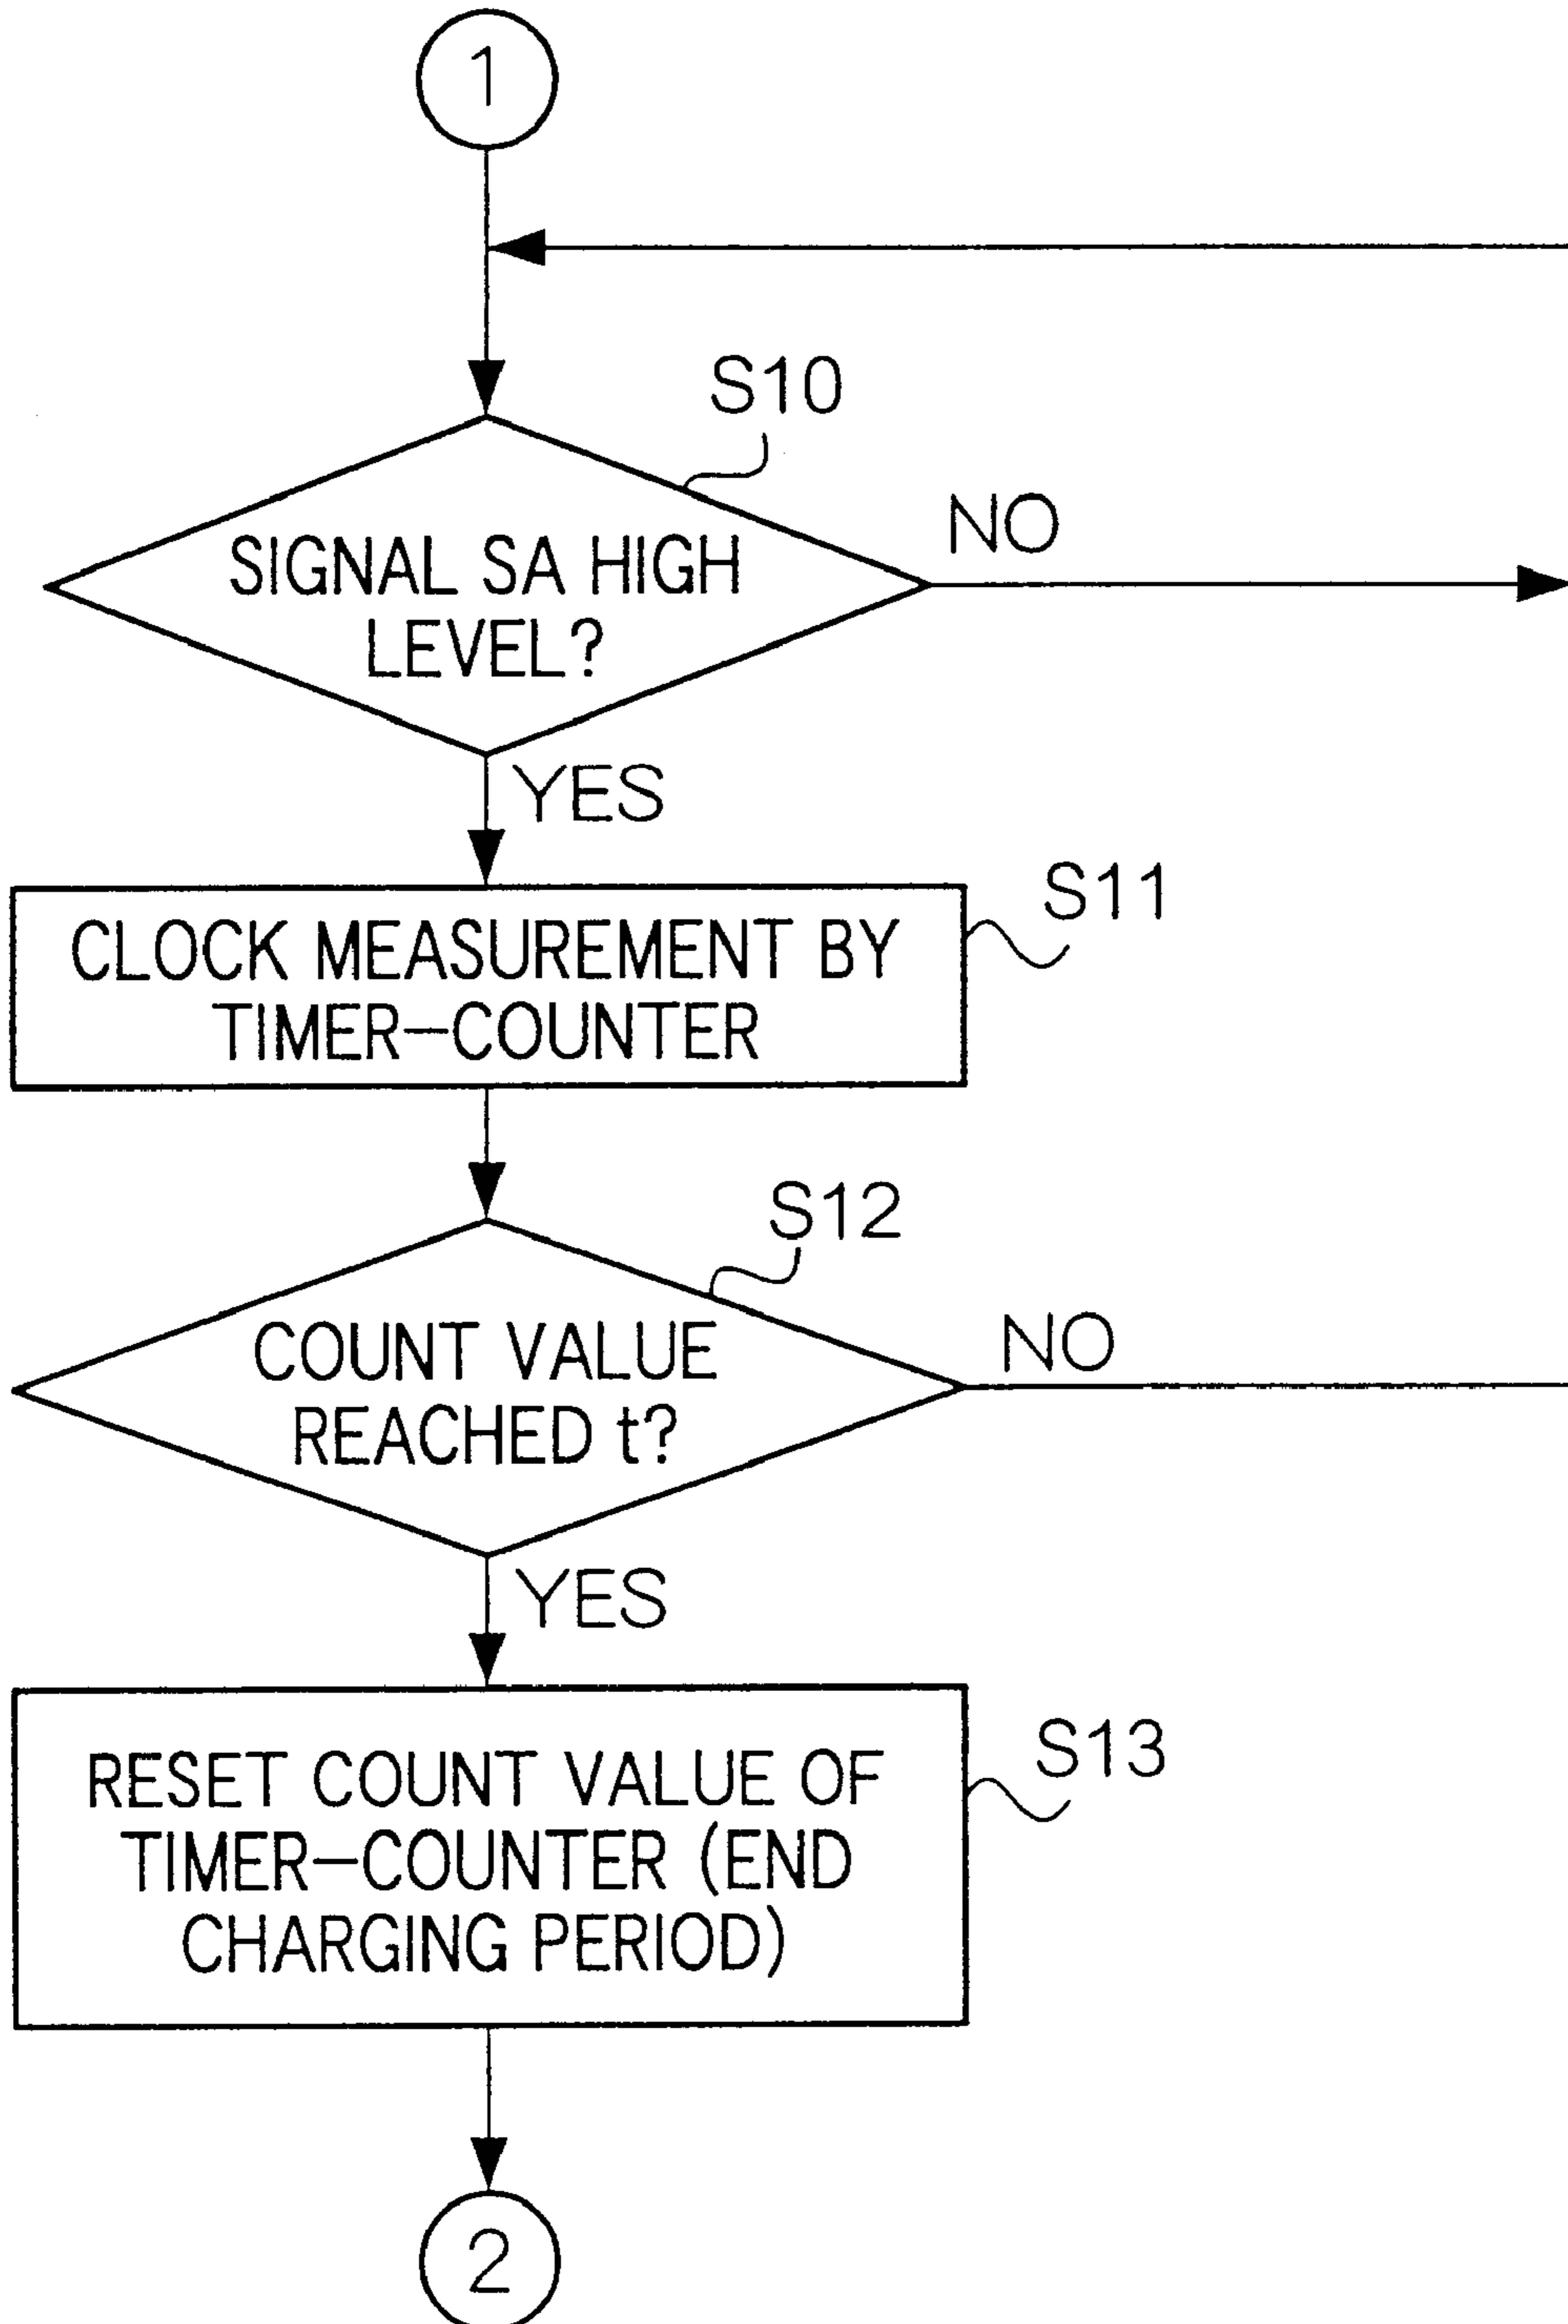 1
S10
SIGNAL SA HIGH
LEVEL?
NO
YES
S11
CLOCK MEASUREMENT BY
TIMER-COUNTER
S12
COUNT VALUE
REACHED t?
NO
YES
S13
RESET COUNT VALUE OF
TIMER-COUNTER (END
CHARGING PERIOD)
2